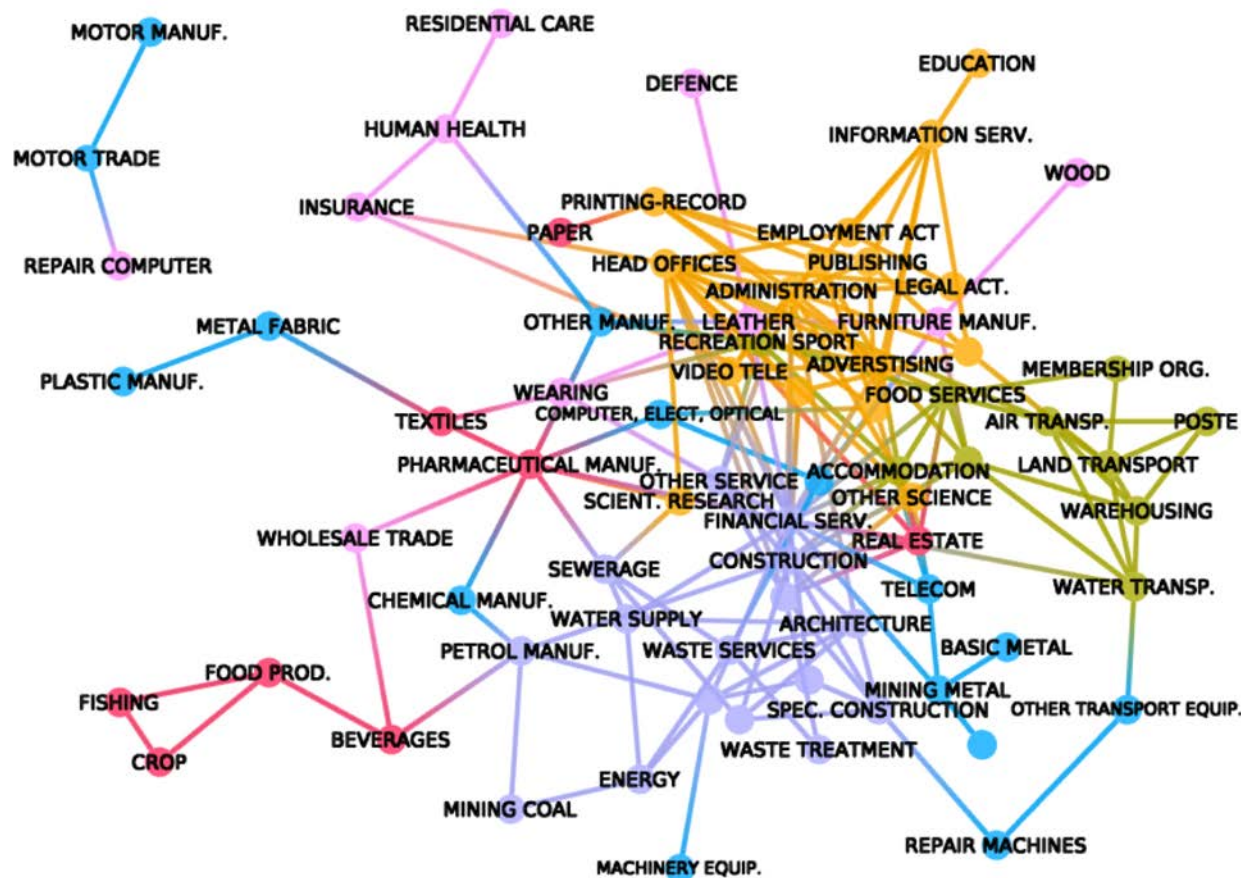 RESIDENTIAL CARE
MOTOR MANUF.
EDUCATION
DEFENCE
HUMAN HEALTH
INFORMATION SERV.
MOTOR TRADE
WOOD
PRINTING-RECORD
INSURANCE
PAPER
EMPLOYMENT ACT
REPAIR COMPUTER
HEAD OFFICES
PUBLISHING
ADMINISTRATION
LEGAL ACT.
METAL FABRIC
OTHER MANUF.
LEATHER
FURNITURE MANUF.
RECREATION SPORT
ADVERSTISING
MEMBERSHIP ORG.
VIDEO TELE
PLASTIC MANUF.
WEARING
FOOD SERVICES
COMPUTER, ELECT, OPTICAL
TEXTILES
AIR TRANSP.
POSTE
PHARMACEUTICAL MANUF.
ACCOMMODATION
LAND TRANSPORT
OTHER SERVICE
SCIENT. RESEARCH
OTHER SCIENCE
WAREHOUSING
FINANCIAL SERV.
WHOLESALE TRADE
REAL ESTATE
CONSTRUCTION
SEWERAGE
WATER TRANSP.
TELECOM
CHEMICAL MANUF.
WATER SUPPLY
ARCHITECTURE
PETROL MANUF.
WASTE SERVICES
BASIC METAL
FOOD PROD.
MINING METAL
FISHING
SPEC. CONSTRUCTION
OTHER TRANSPORT EQUIP.
BEVERAGES
WASTE TREATMENT
CROP
ENERGY
MINING COAL
REPAIR MACHINES
MACHINERY EQUIP.